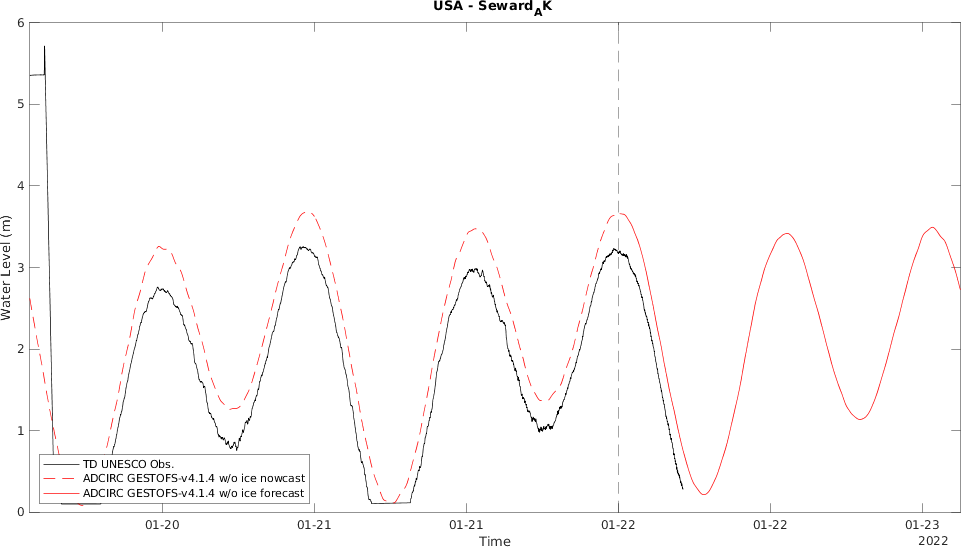 USA - Seward_AK
6
5
4
3
2
1
0
Water Level (m)
TD UNESCO Obs.
ADCIRC GESTOFS-v4.1.4 w/o ice nowcast
ADCIRC GESTOFS-v4.1.4 w/o ice forecast
01-20 01-21 01-21 01-22 01-22 01-23
Time
2022